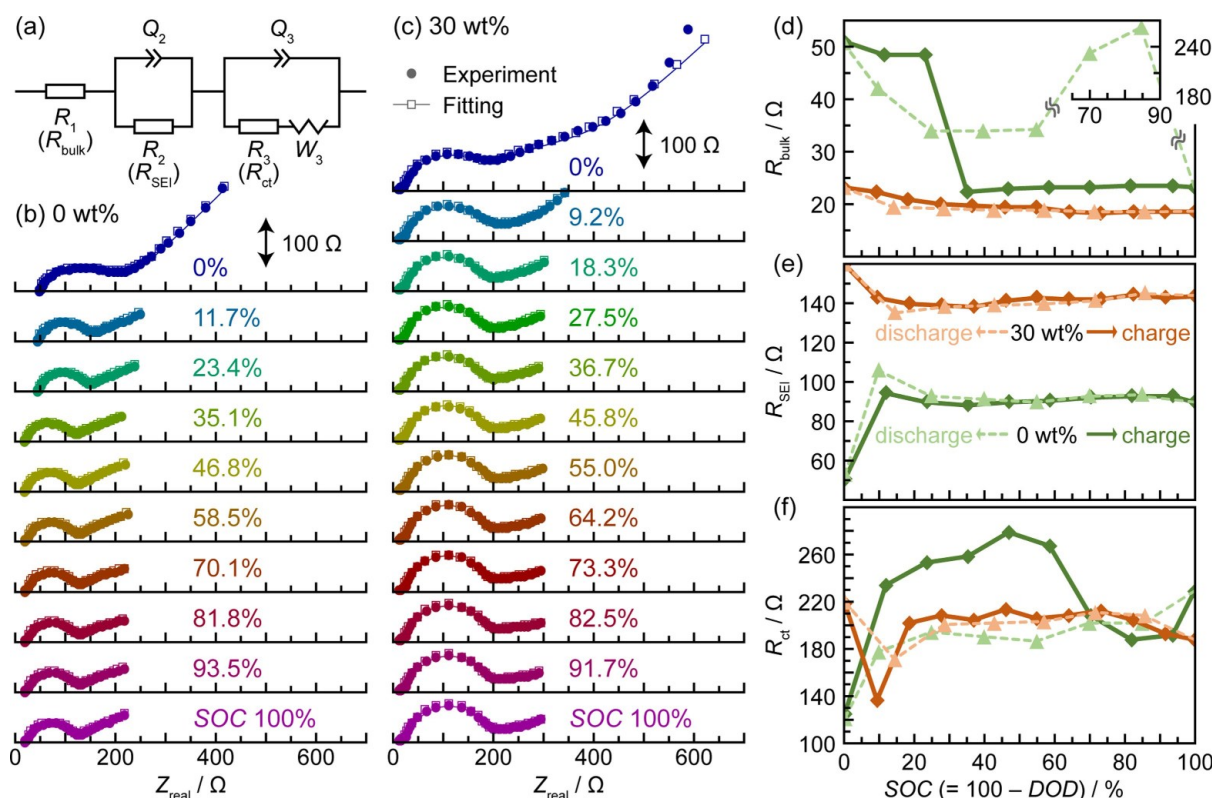 (a)
Q2
Q3
R1
(Rbulk)
R2
(RSEI)
R3
(Rct)
W3
(b) 0 wt%
100 Ω
0%
11.7%
23.4%
35.1%
46.8%
58.5%
70.1%
81.8%
93.5%
SOC 100%
0 200 400 600
Zreal / Ω
(c) 30 wt%
Experiment
Fitting
100 Ω
0%
9.2%
18.3%
27.5%
36.7%
45.8%
55.0%
64.2%
73.3%
82.5%
91.7%
SOC 100%
0 200 400 600
Zreal / Ω
(d)
Rbulk / Ω
50
40
30
20
240
180
70 90
(e)
RSEI / Ω
140
120
100
80
60
discharge 30 wt% charge
discharge 0 wt% charge
(f)
Rct / Ω
260
220
180
140
100
0 20 40 60 80 100
SOC (= 100 – DOD) / %